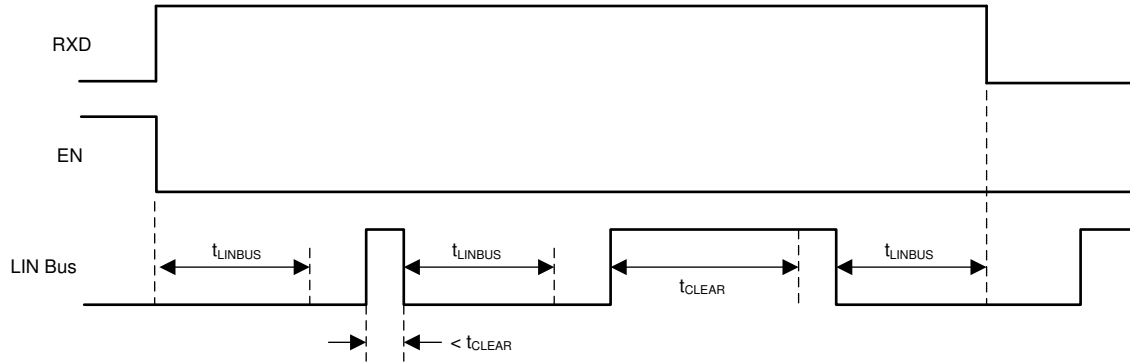 RXD
EN
LIN Bus
tLINBUS
tLINBUS
tCLEAR
tLINBUS
< tCLEAR